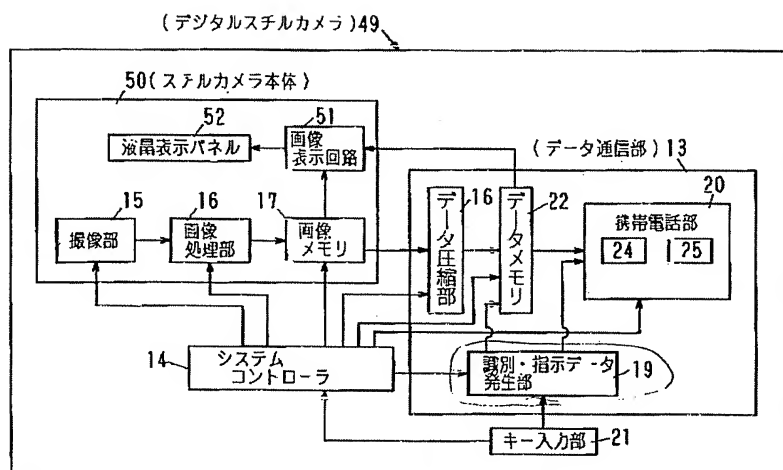 (デジタルスチルカメラ)49
50(スチルカメラ本体)
52
液晶表示パネル
51
画像
表示回路
(データ通信部)13
15
撮像部
16
画像
処理部
17
画像
メモリ
16
データ圧縮部
22
データメモリ
20
携帯電話部
24
25
14
システム
コントローラ
識別・指示データ
発生部
19
キー入力部
21